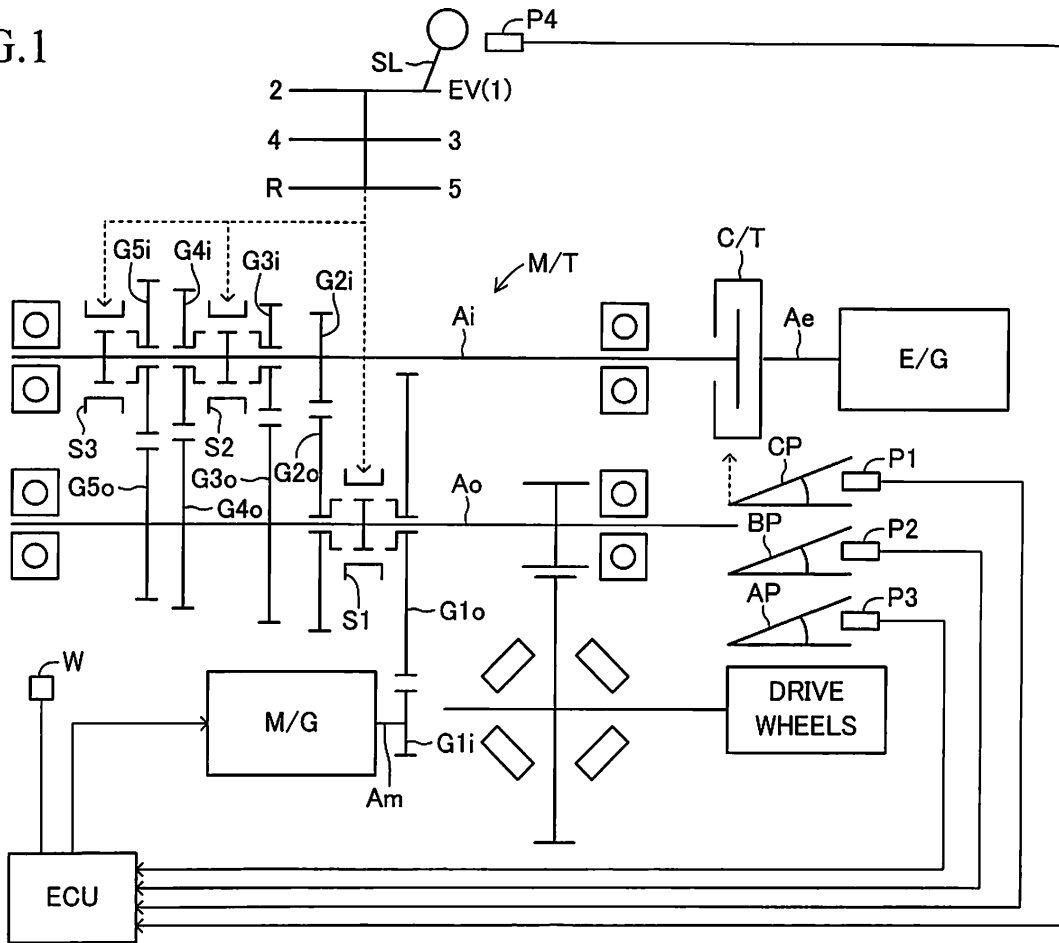 G.1
P4
SL
2
EV(1)
4
3
R
5
C/T
G5i
G4i
G3i
G2i
M/T
Ai
Ae
E/G
S3
S2
G5o
G4o
G3o
G2o
Ao
CP
P1
BP
P2
S1
G1o
AP
P3
W
M/G
G1i
Am
DRIVE
WHEELS
ECU